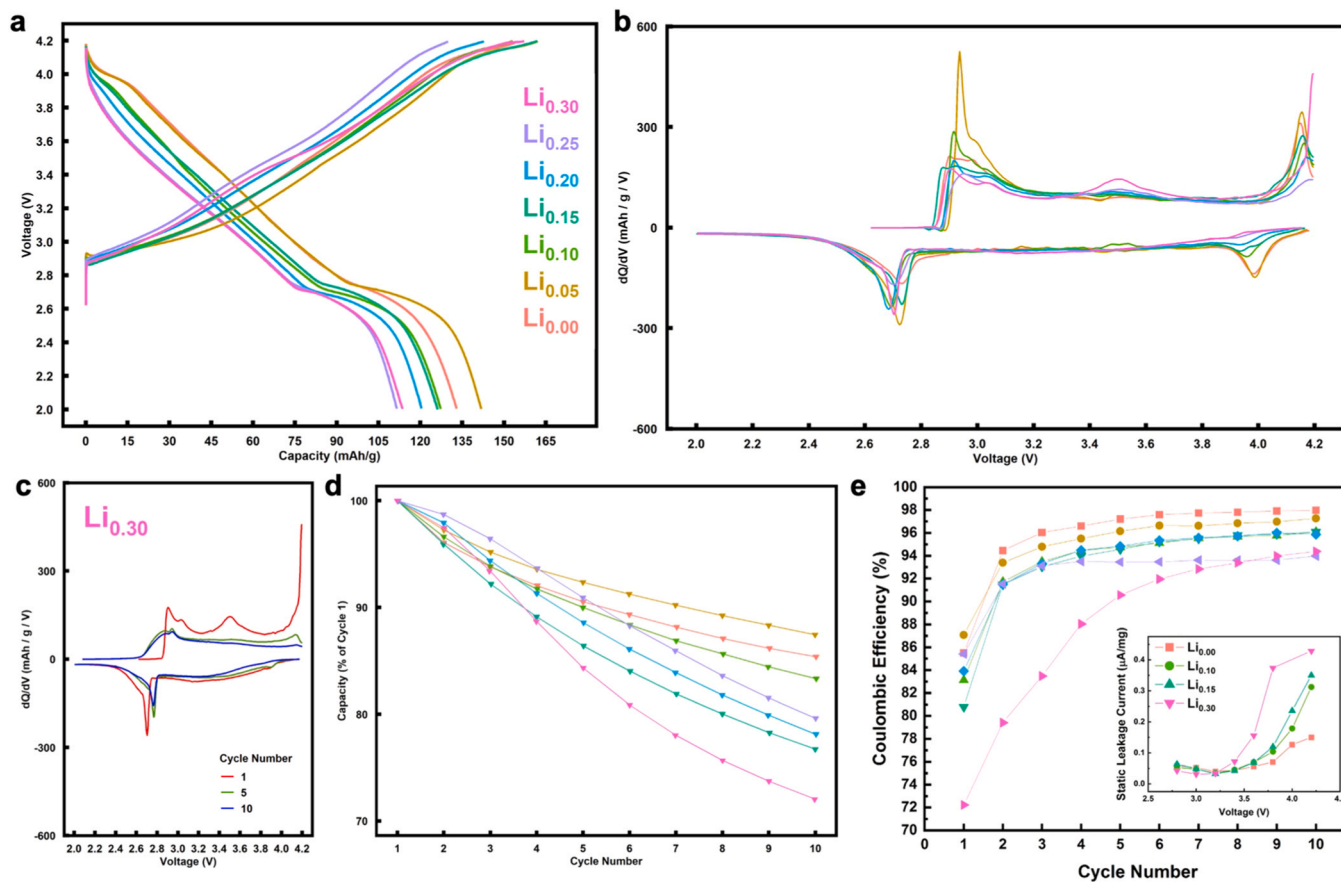 a
4.2
4.0
3.8
3.6
3.4
3.2
3.0
2.8
2.6
2.4
2.2
2.0
Voltage (V)
0 15 30 45 60 75 90 105 120 135 150 165
Capacity (mAh/g)
Li0.30
Li0.25
Li0.20
Li0.15
Li0.10
Li0.05
Li0.00
b
600
300
0
-300
-600
dQ/dV (mAh / g / V)
2.0 2.2 2.4 2.6 2.8 3.0 3.2 3.4 3.6 3.8 4.0 4.2
Voltage (V)
c
600
300
0
-300
-600
dQ/dV (mAh / g / V)
Li0.30
Cycle Number
1
5
10
2.0 2.2 2.4 2.6 2.8 3.0 3.2 3.4 3.6 3.8 4.0 4.2
Voltage (V)
d
100
90
80
70
Capacity (% of Cycle 1)
1 2 3 4 5 6 7 8 9 10
Cycle Number
e
100
98
96
94
92
90
88
86
84
82
80
78
76
74
72
70
Coulombic Efficiency (%)
0 1 2 3 4 5 6 7 8 9 10
Cycle Number
Static Leakage Current (µA/mg)
0.4
0.3
0.2
0.1
0.0
Li0.00
Li0.10
Li0.15
Li0.30
2.5 3.0 3.5 4.0 4.5
Voltage (V)